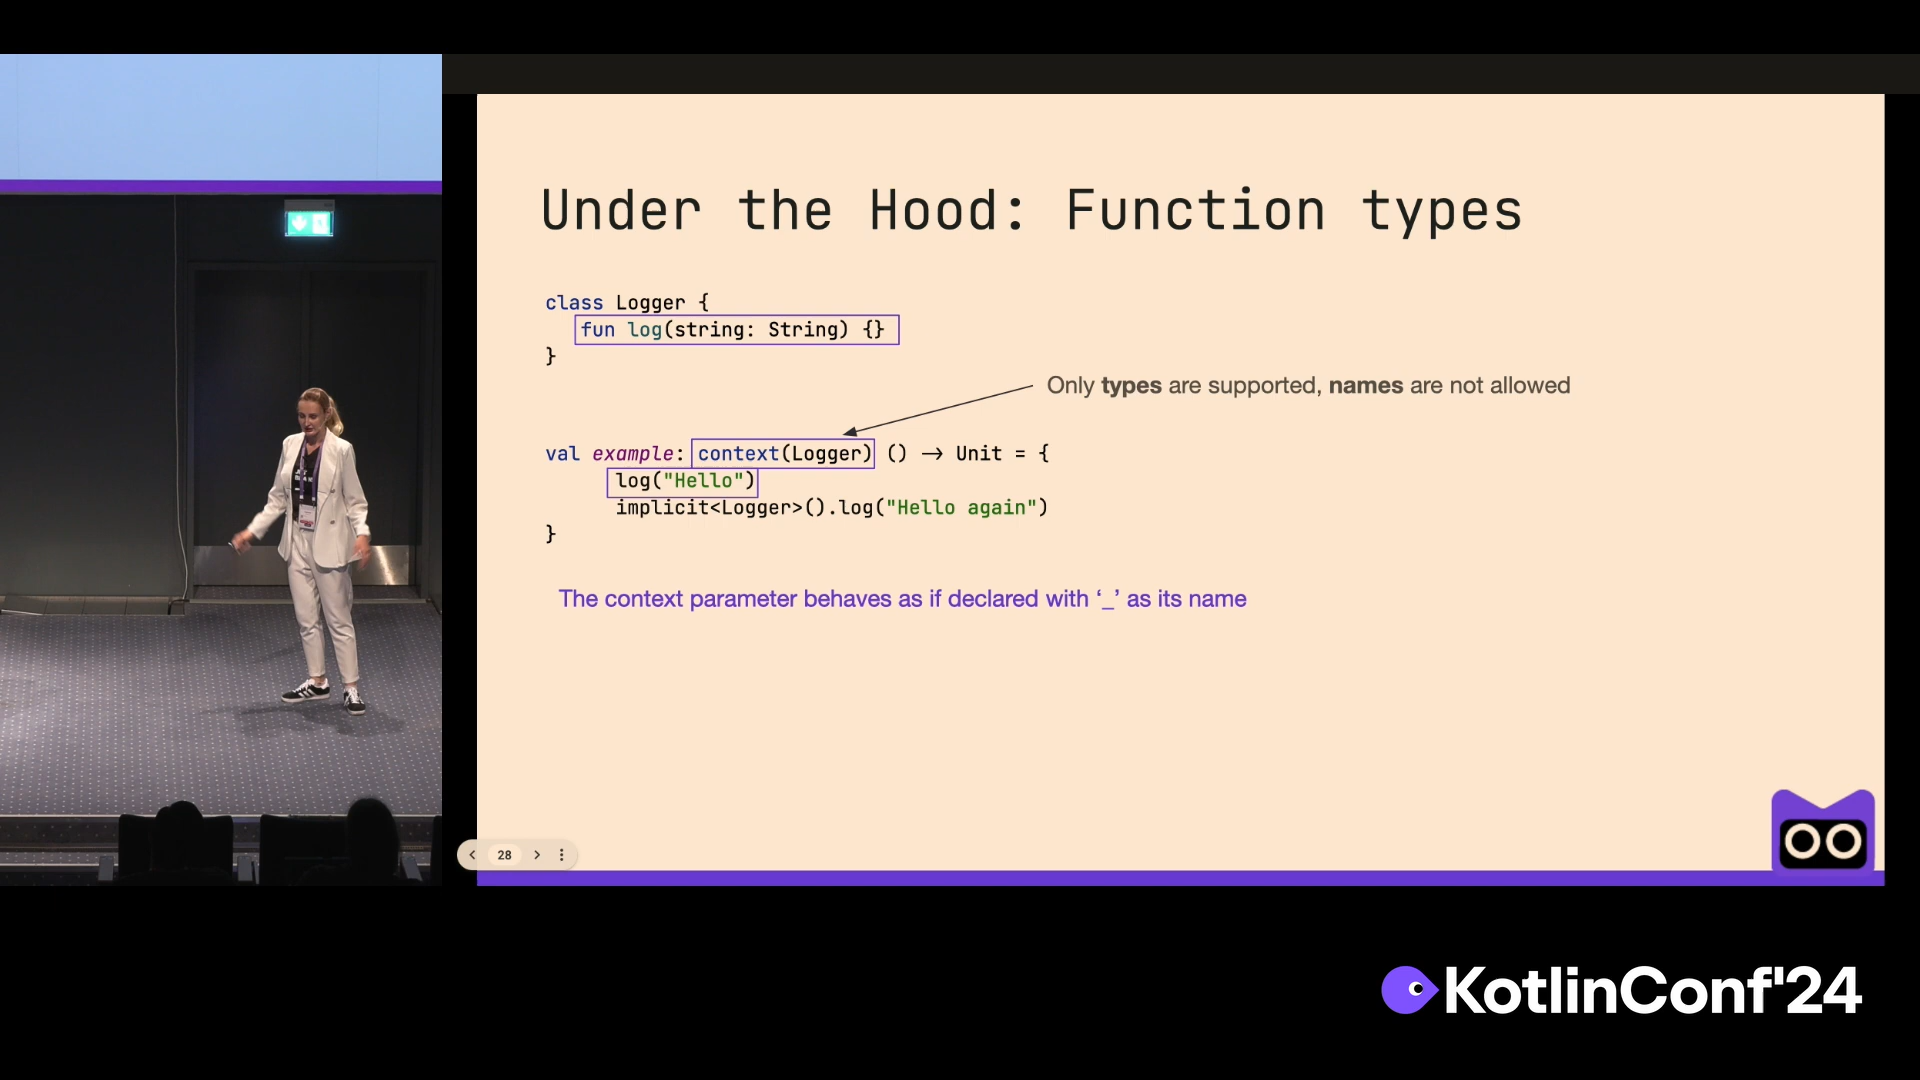 Under the Hood: Function types
class Logger {
fun log(string: String) {}
}
Only types are supported, names are not allowed
val example: context(Logger) () → Unit = {
log("Hello")
implicit<Logger>().log("Hello again")
}
The context parameter behaves as if declared with ‘_’ as its name
28
KotlinConf'24